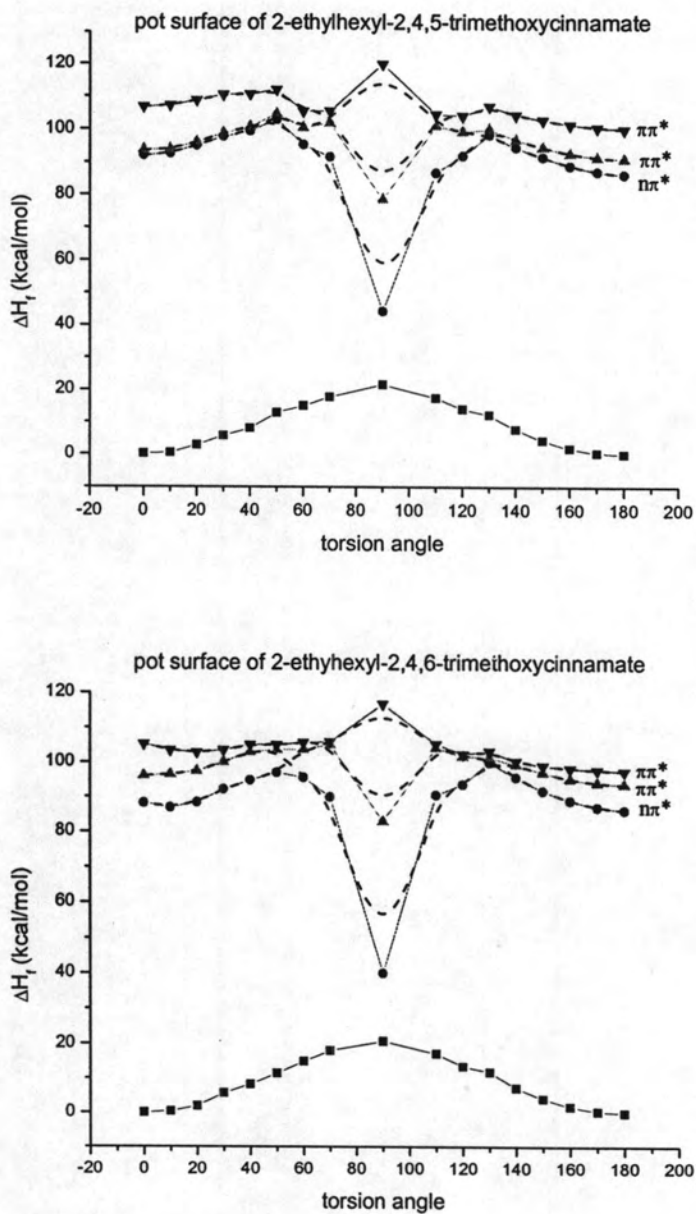 pot surface of 2-ethylhexyl-2,4,5-trimethoxycinnamate
120
100
80
60
40
20
0
ΔHf (kcal/mol)
ππ*
ππ*
nπ*
-20 0 20 40 60 80 100 120 140 160 180 200
torsion angle
pot surface of 2-ethyhexyl-2,4,6-trimethoxycinnamate
120
100
80
60
40
20
0
ΔHf (kcal/mol)
ππ*
ππ*
nπ*
-20 0 20 40 60 80 100 120 140 160 180 200
torsion angle